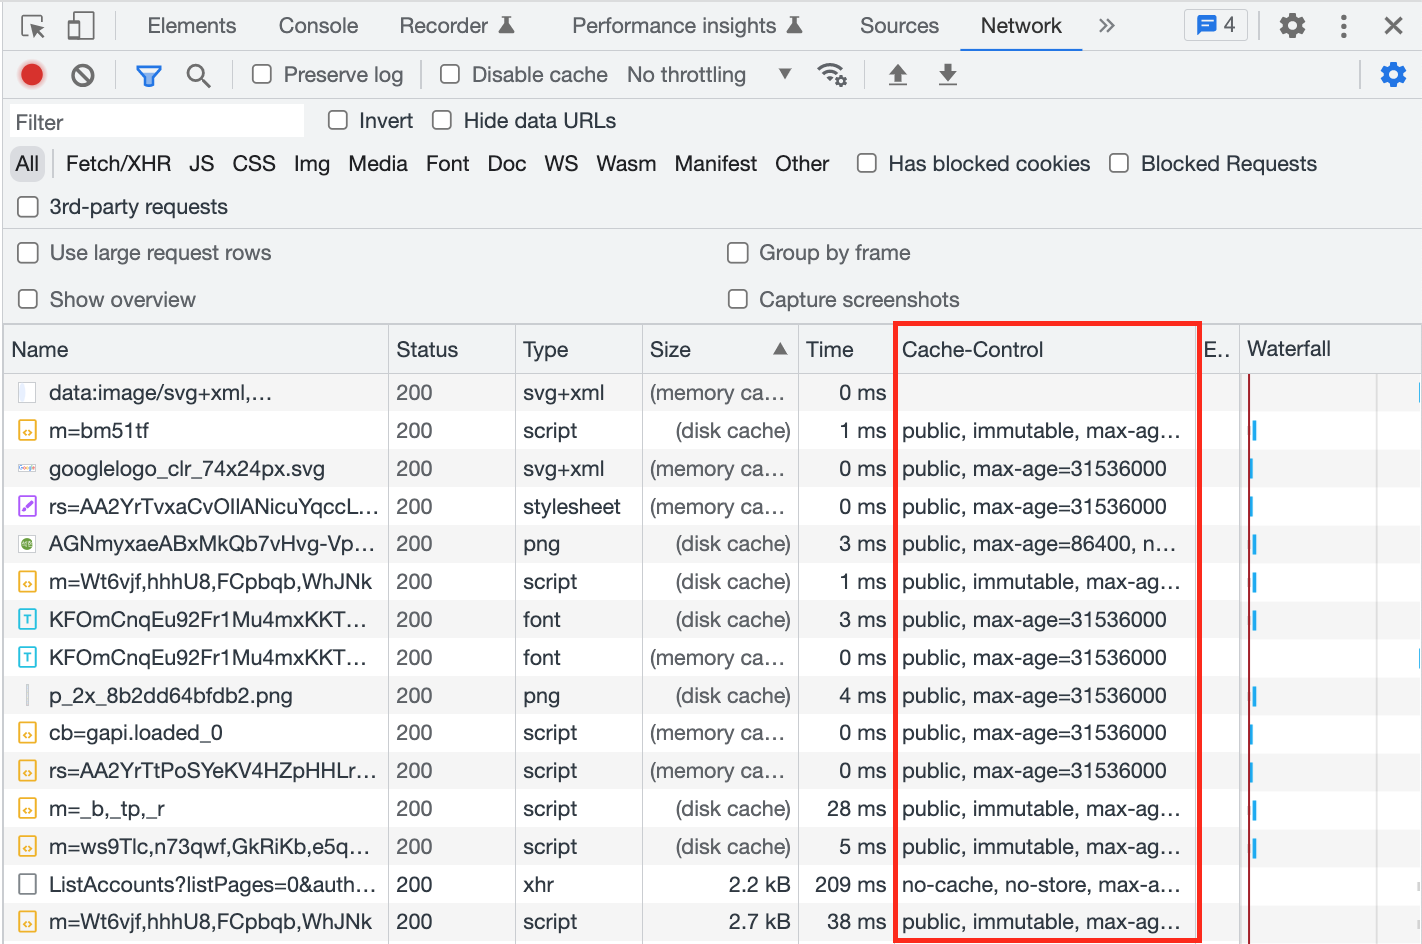 Elements Console Recorder Performance insights Sources Network 4
Preserve log Disable cache No throttling
Filter Invert Hide data URLs
All Fetch/XHR JS CSS Img Media Font Doc WS Wasm Manifest Other Has blocked cookies Blocked Requests
3rd-party requests
Use large request rows Group by frame
Show overview Capture screenshots
Name Status Type Size Time Cache-Control E.. Waterfall
data:image/svg+xml,… 200 svg+xml (memory ca… 0 ms
m=bm51tf 200 script (disk cache) 1 ms public, immutable, max-ag…
googlelogo_clr_74x24px.svg 200 svg+xml (memory ca… 0 ms public, max-age=31536000
rs=AA2YrTvxaCvOIlANicuYqccL… 200 stylesheet (memory ca… 0 ms public, max-age=31536000
AGNmyxaeABxMkQb7vHvg-Vp… 200 png (disk cache) 3 ms public, max-age=86400, n…
m=Wt6vjf,hhhU8,FCpbqb,WhJNk 200 script (disk cache) 1 ms public, immutable, max-ag…
KFOmCnqEu92Fr1Mu4mxKKT… 200 font (disk cache) 3 ms public, max-age=31536000
KFOmCnqEu92Fr1Mu4mxKKT… 200 font (memory ca… 0 ms public, max-age=31536000
p_2x_8b2dd64bfdb2.png 200 png (disk cache) 4 ms public, max-age=31536000
cb=gapi.loaded_0 200 script (memory ca… 0 ms public, max-age=31536000
rs=AA2YrTtPoSYeKV4HZpHHLr… 200 script (memory ca… 0 ms public, max-age=31536000
m=_b,_tp,_r 200 script (disk cache) 28 ms public, immutable, max-ag…
m=ws9Tlc,n73qwf,GkRiKb,e5q… 200 script (disk cache) 5 ms public, immutable, max-ag…
ListAccounts?listPages=0&auth… 200 xhr 2.2 kB 209 ms no-cache, no-store, max-a…
m=Wt6vjf,hhhU8,FCpbqb,WhJNk 200 script 2.7 kB 38 ms public, immutable, max-ag…